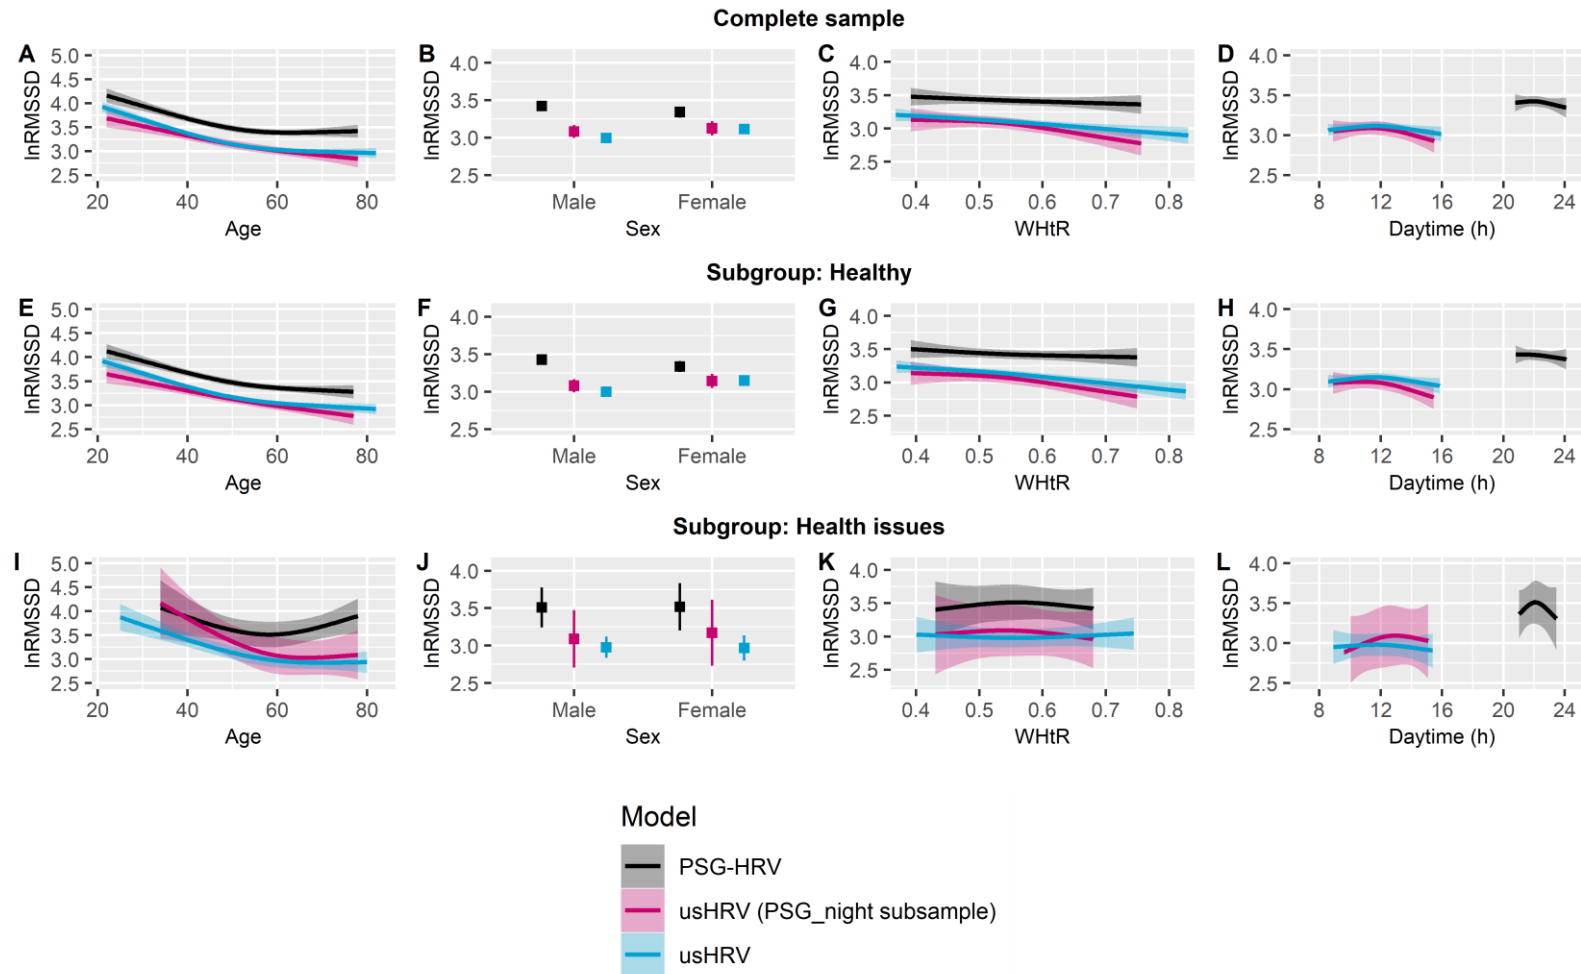 Complete sample
A B C D
lnRMSSD 5.0 4.5 4.0 3.5 3.0 2.5
20 40 60 80
Age
lnRMSSD 4.0 3.5 3.0 2.5
Male Female
Sex
lnRMSSD 4.0 3.5 3.0 2.5
0.4 0.5 0.6 0.7 0.8
WHtR
lnRMSSD 4.0 3.5 3.0 2.5
8 12 16 20 24
Daytime (h)
Subgroup: Healthy
E F G H
lnRMSSD 5.0 4.5 4.0 3.5 3.0 2.5
20 40 60 80
Age
lnRMSSD 4.0 3.5 3.0 2.5
Male Female
Sex
lnRMSSD 4.0 3.5 3.0 2.5
0.4 0.5 0.6 0.7 0.8
WHtR
lnRMSSD 4.0 3.5 3.0 2.5
8 12 16 20 24
Daytime (h)
Subgroup: Health issues
I J K L
lnRMSSD 5.0 4.5 4.0 3.5 3.0 2.5
20 40 60 80
Age
lnRMSSD 4.0 3.5 3.0 2.5
Male Female
Sex
lnRMSSD 4.0 3.5 3.0 2.5
0.4 0.5 0.6 0.7 0.8
WHtR
lnRMSSD 4.0 3.5 3.0 2.5
8 12 16 20 24
Daytime (h)
Model
PSG-HRV
usHRV (PSG_night subsample)
usHRV